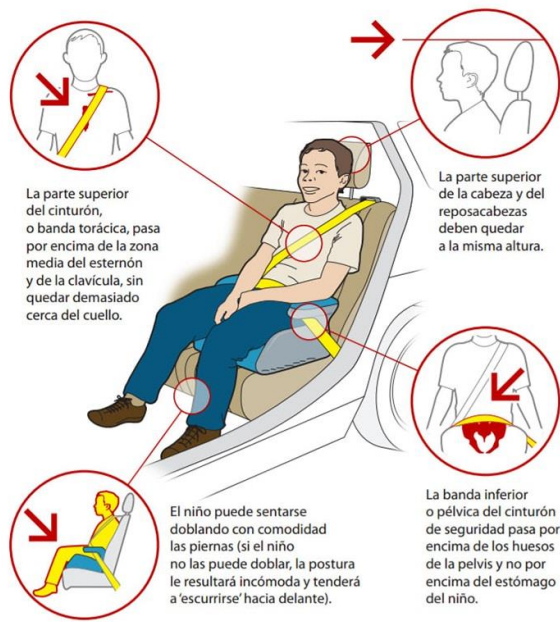 La parte superior
del cinturón,
o banda torácica, pasa
por encima de la zona
media del esternón
y de la clavícula, sin
quedar demasiado
cerca del cuello.
La parte superior
de la cabeza y del
reposacabezas
deben quedar
a la misma altura.
El niño puede sentarse
doblando con comodidad
las piernas (si el niño
no las puede doblar, la postura
le resultará incómoda y tenderá
a 'escurrirse' hacia delante).
La banda inferior
o pélvica del cinturón
de seguridad pasa por
encima de los huesos
de la pelvis y no por
encima del estómago
del niño.